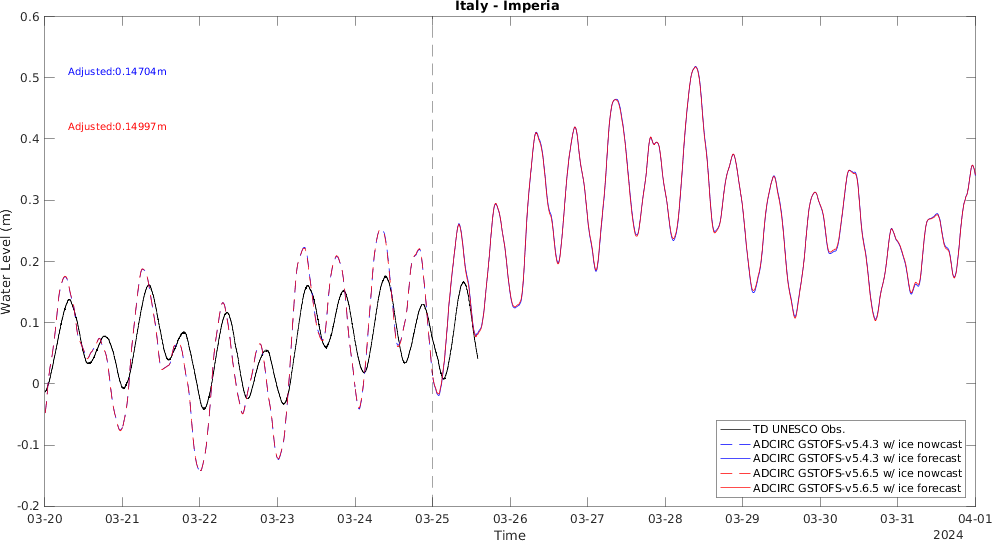 Italy - Imperia
0.6
0.5
0.4
0.3
0.2
0.1
0
-0.1
-0.2
Water Level (m)
Adjusted:0.14704m
Adjusted:0.14997m
TD UNESCO Obs.
ADCIRC GSTOFS-v5.4.3 w/ ice nowcast
ADCIRC GSTOFS-v5.4.3 w/ ice forecast
ADCIRC GSTOFS-v5.6.5 w/ ice nowcast
ADCIRC GSTOFS-v5.6.5 w/ ice forecast
03-20 03-21 03-22 03-23 03-24 03-25 03-26 03-27 03-28 03-29 03-30 03-31 04-01
Time
2024